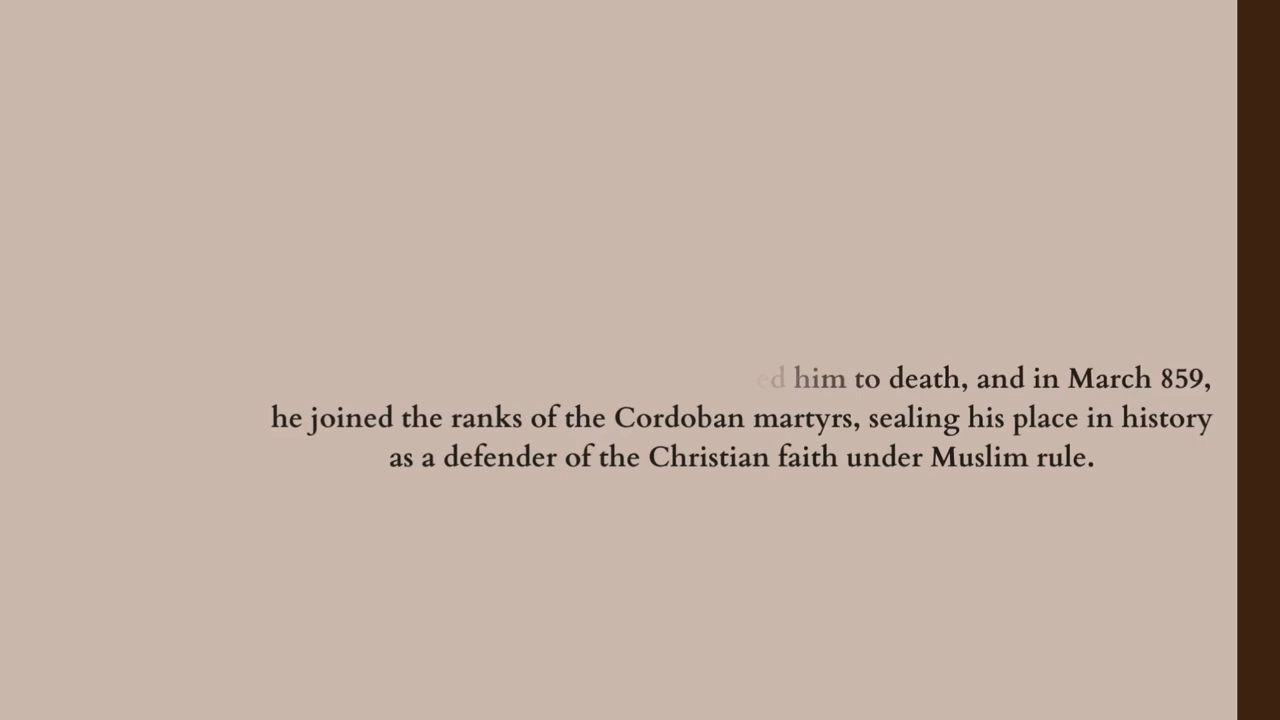 him to death, and in March 859,
he joined the ranks of the Cordoban martyrs, sealing his place in history
as a defender of the Christian faith under Muslim rule.